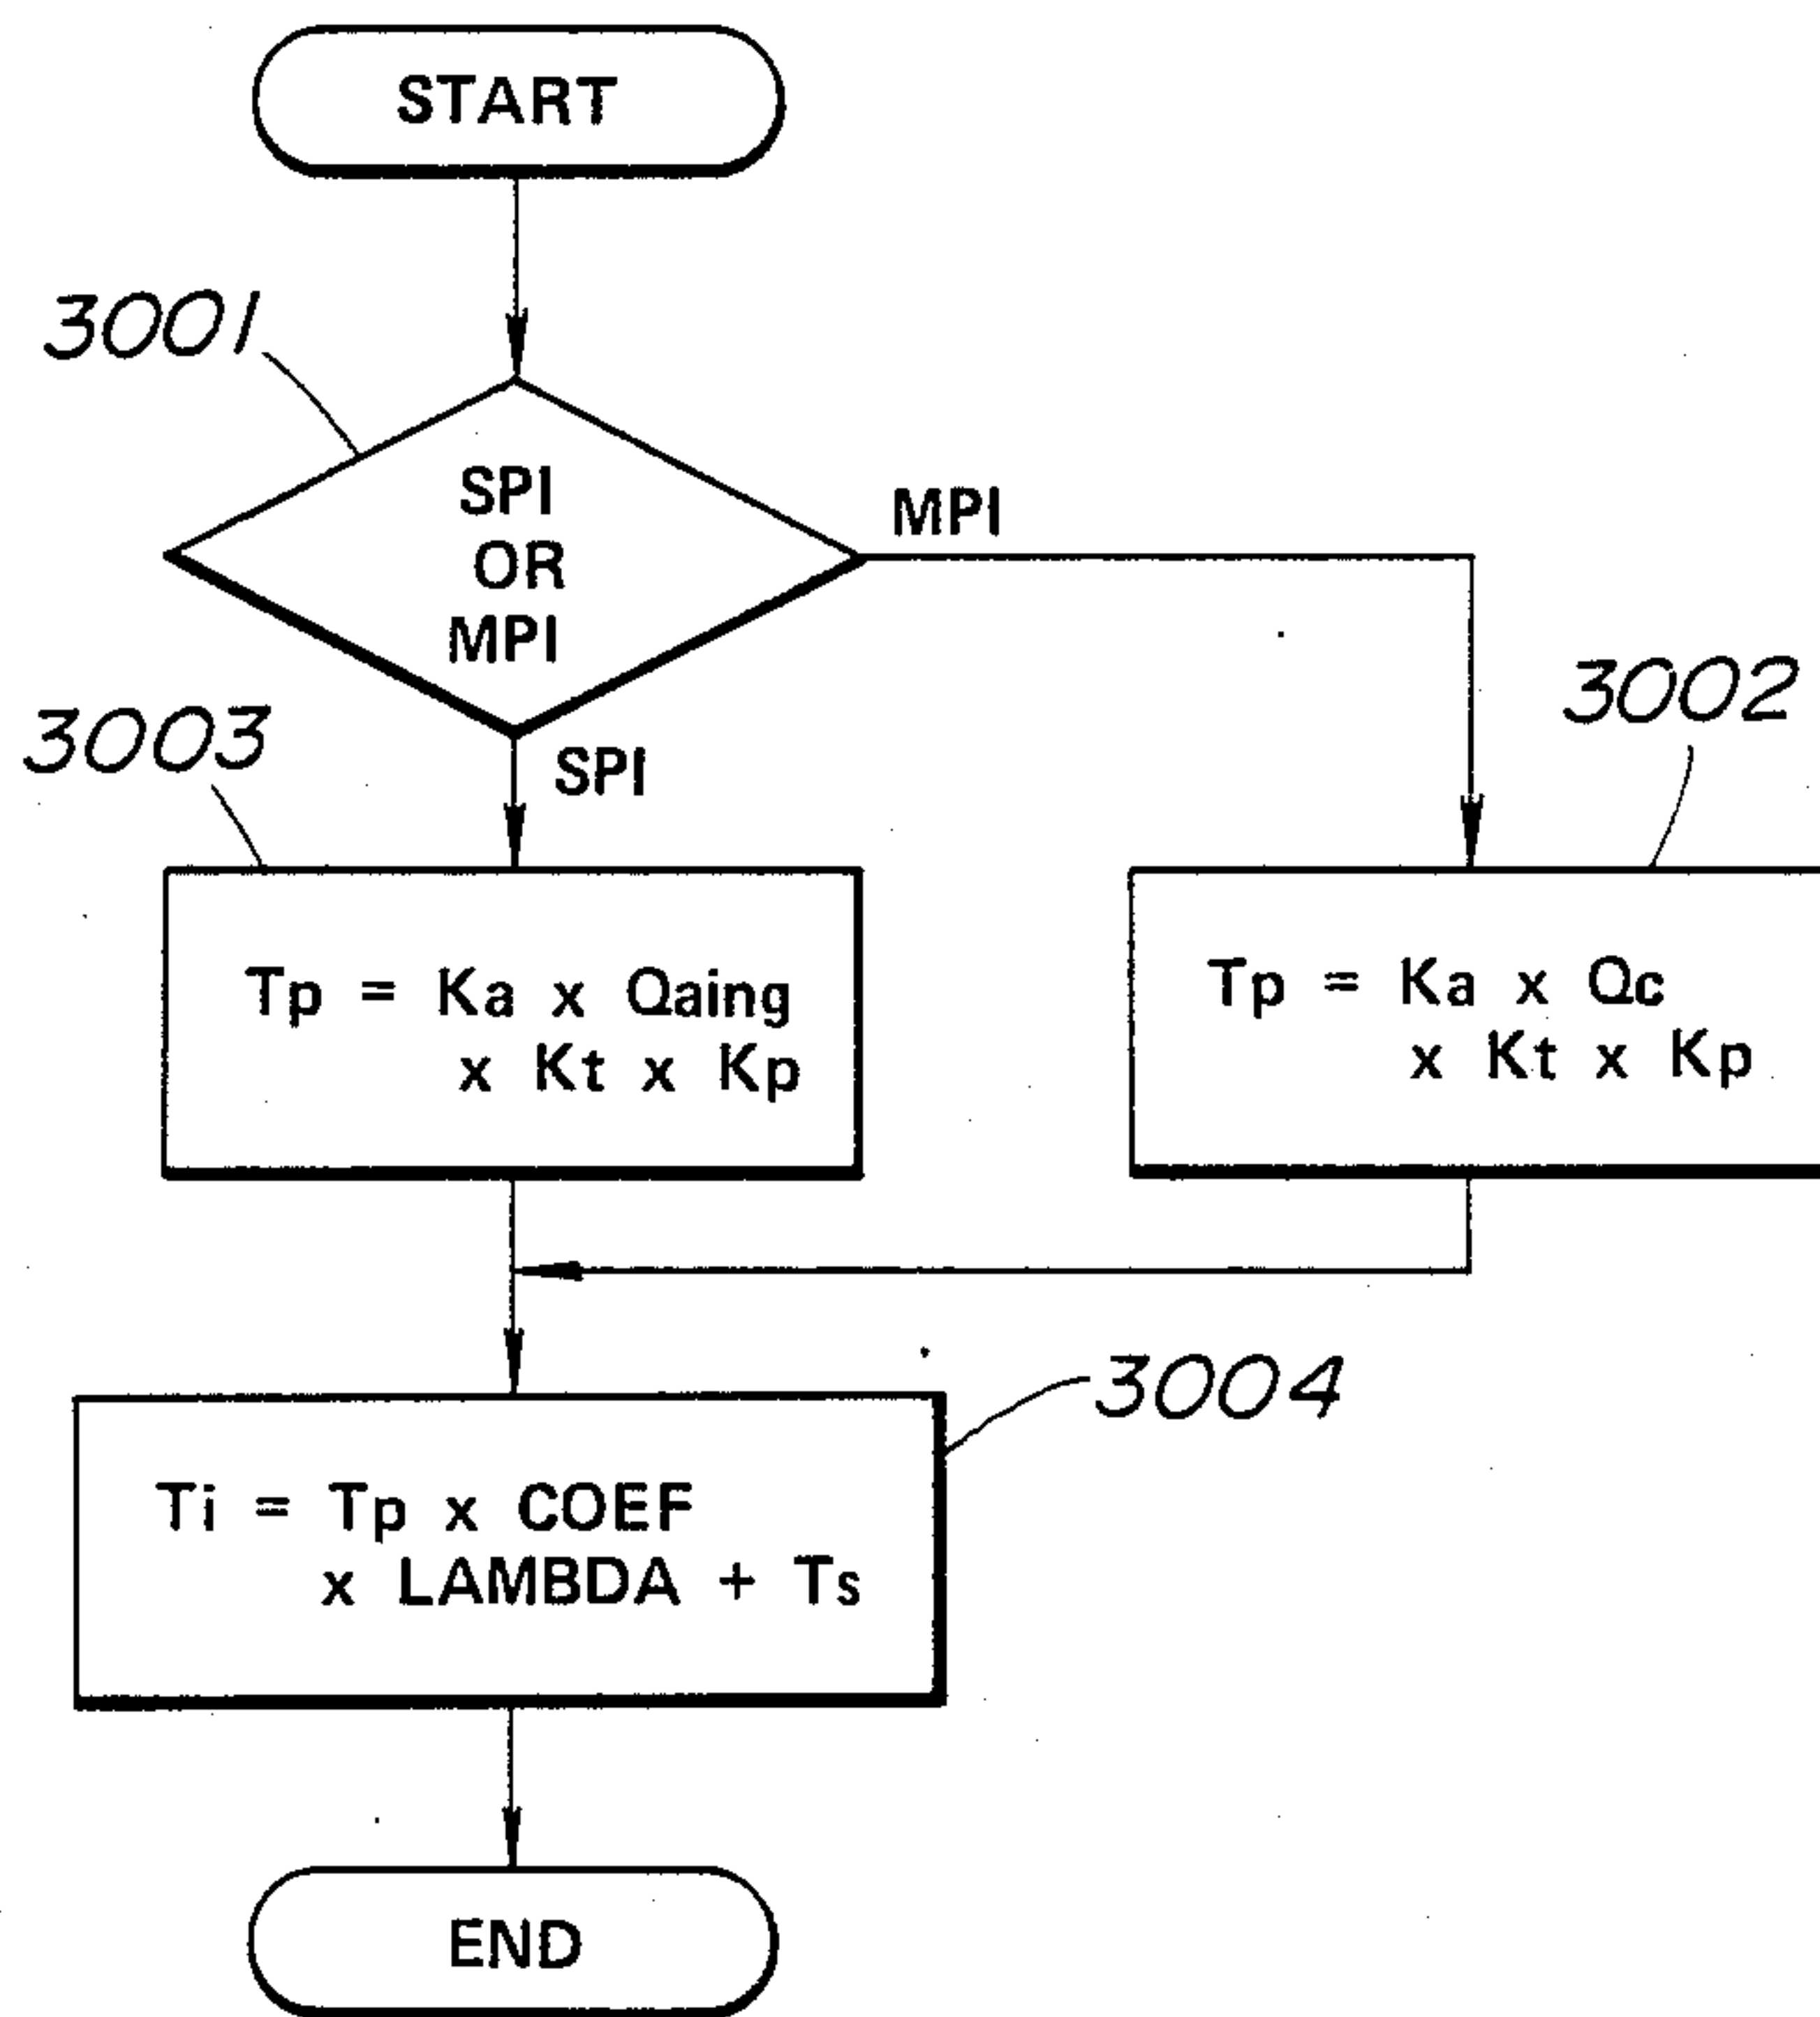 START
3001
SPI
OR
MPI
MPI
3002
3003
SPI
Tp = Ka x Qaing
x Kt x Kp
Tp = Ka x Qc
x Kt x Kp
3004
Ti = Tp x COEF
x LAMBDA + Ts
END